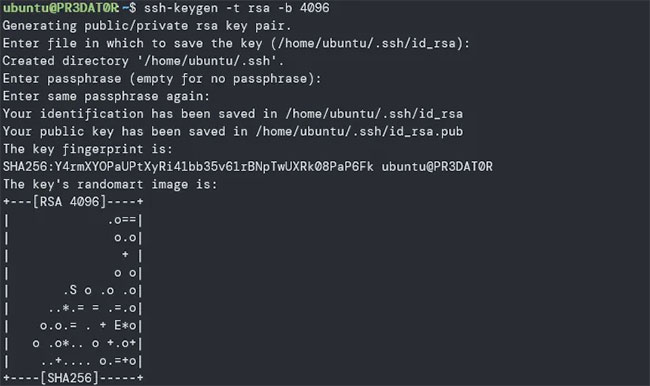 ubuntu@PR3DAT0R:~$ ssh-keygen -t rsa -b 4096
Generating public/private rsa key pair.
Enter file in which to save the key (/home/ubuntu/.ssh/id_rsa):
Created directory '/home/ubuntu/.ssh'.
Enter passphrase (empty for no passphrase):
Enter same passphrase again:
Your identification has been saved in /home/ubuntu/.ssh/id_rsa
Your public key has been saved in /home/ubuntu/.ssh/id_rsa.pub
The key fingerprint is:
SHA256:Y4rmXYOPaUPtXyRi41bb35v61rBNpTwUXRk08PaP6Fk ubuntu@PR3DAT0R
The key's randomart image is:
+---[RSA 4096]----+
|             .o==|
|              o.o|
|               + |
|              o o|
|       .S o .o .o|
|     ..*.= = .=.o|
|    o.o.= . + E*o|
|   o .o*.. o +.o+|
|    ..+.... o.=+o|
+----[SHA256]-----+